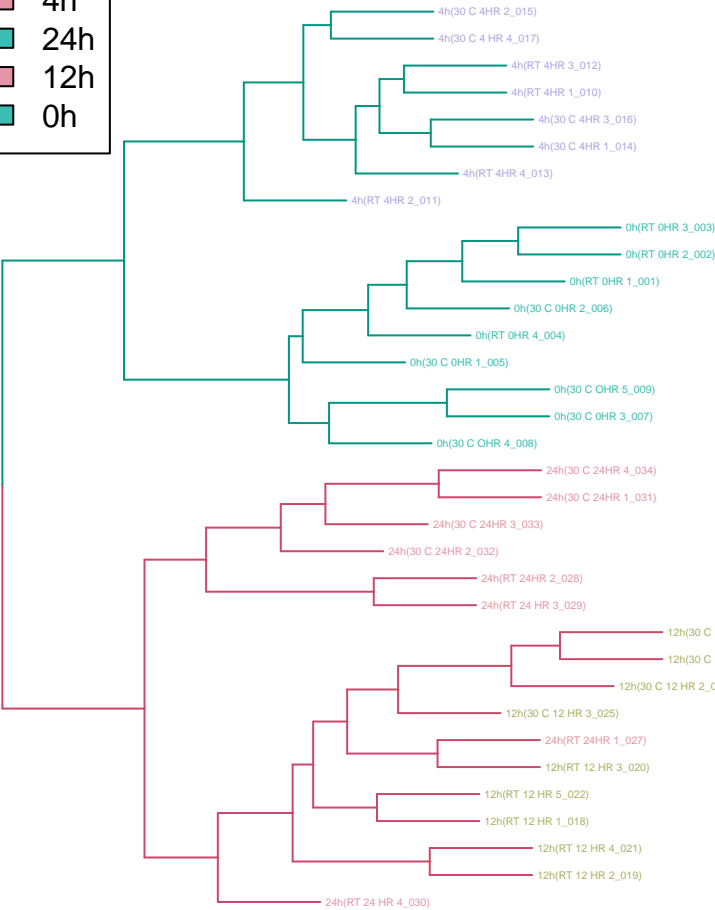 4h
24h
12h
0h
4h(30 C 4HR 2_015)
4h(30 C 4 HR 4_017)
4h(RT 4HR 3_012)
4h(RT 4HR 1_010)
4h(30 C 4HR 3_016)
4h(30 C 4HR 1_014)
4h(RT 4HR 4_013)
4h(RT 4HR 2_011)
0h(RT 0HR 3_003)
0h(RT 0HR 2_002)
0h(RT 0HR 1_001)
0h(30 C 0HR 2_006)
0h(RT 0HR 4_004)
0h(30 C 0HR 1_005)
0h(30 C OHR 5_009)
0h(30 C 0HR 3_007)
0h(30 C OHR 4_008)
24h(30 C 24HR 4_034)
24h(30 C 24HR 1_031)
24h(30 C 24HR 3_033)
24h(30 C 24HR 2_032)
24h(RT 24HR 2_028)
24h(RT 24 HR 3_029)
12h(30 C
12h(30 C
12h(30 C 12 HR 2_0
12h(30 C 12 HR 3_025)
24h(RT 24HR 1_027)
12h(RT 12 HR 3_020)
12h(RT 12 HR 5_022)
12h(RT 12 HR 1_018)
12h(RT 12 HR 4_021)
12h(RT 12 HR 2_019)
24h(RT 24 HR 4_030)